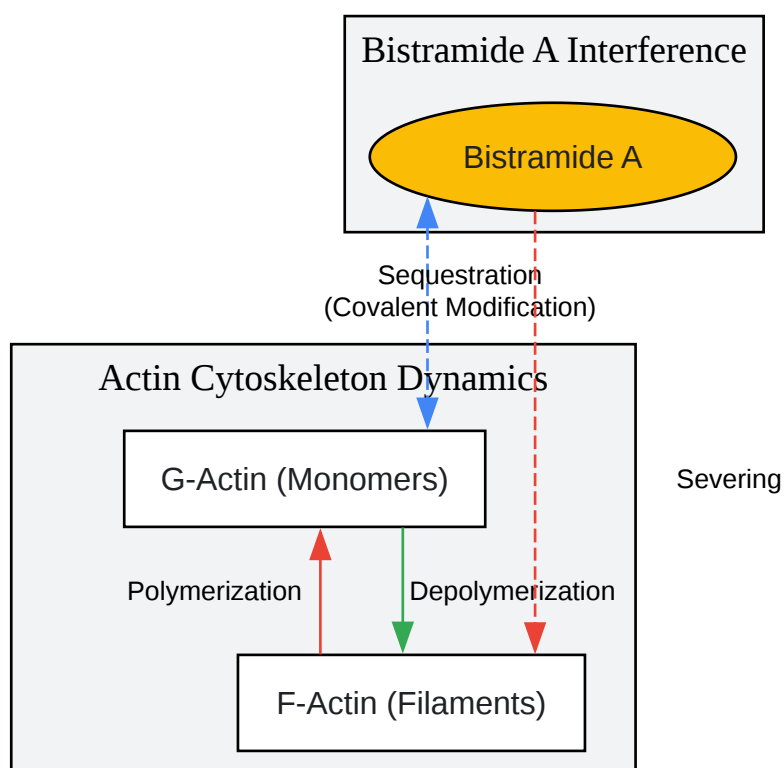 Bistramide A Interference
Bistramide A
Sequestration
(Covalent Modification)
Actin Cytoskeleton Dynamics
G-Actin (Monomers)
Severing
Polymerization
Depolymerization
F-Actin (Filaments)